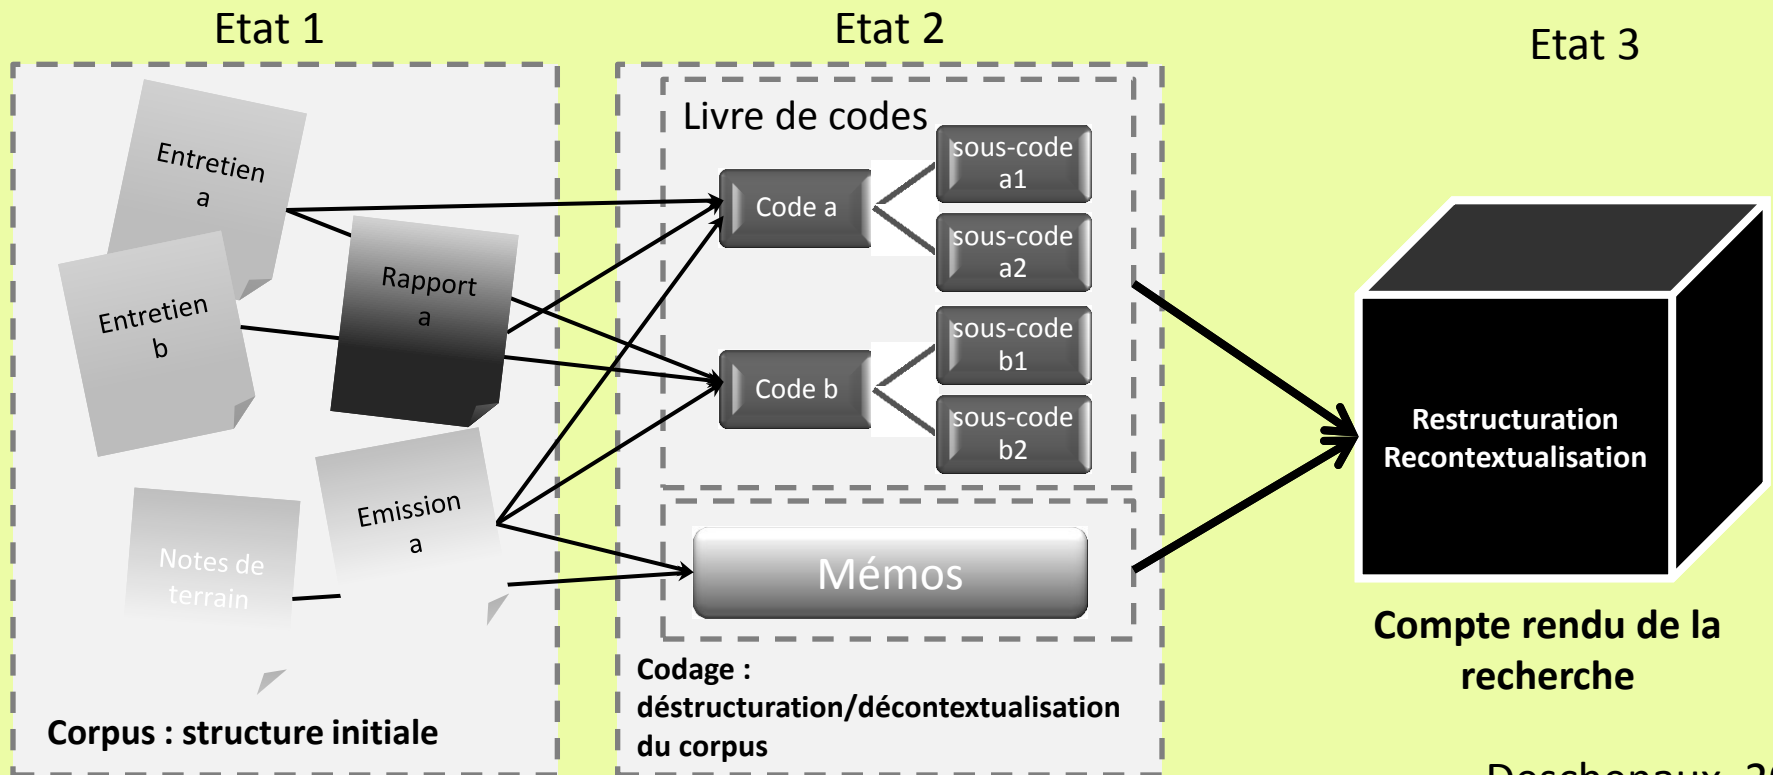 Etat 1
Entretien
a
Entretien
b
Rapport
a
Emission
a
Notes de
terrain
Corpus : structure initiale
Etat 2
Livre de codes
Code a
sous-code
a1
sous-code
a2
Code b
sous-code
b1
sous-code
b2
Mémos
Codage :
déstructuration/décontextualisation
du corpus
Etat 3
Restructuration
Recontextualisation
Compte rendu de la
recherche